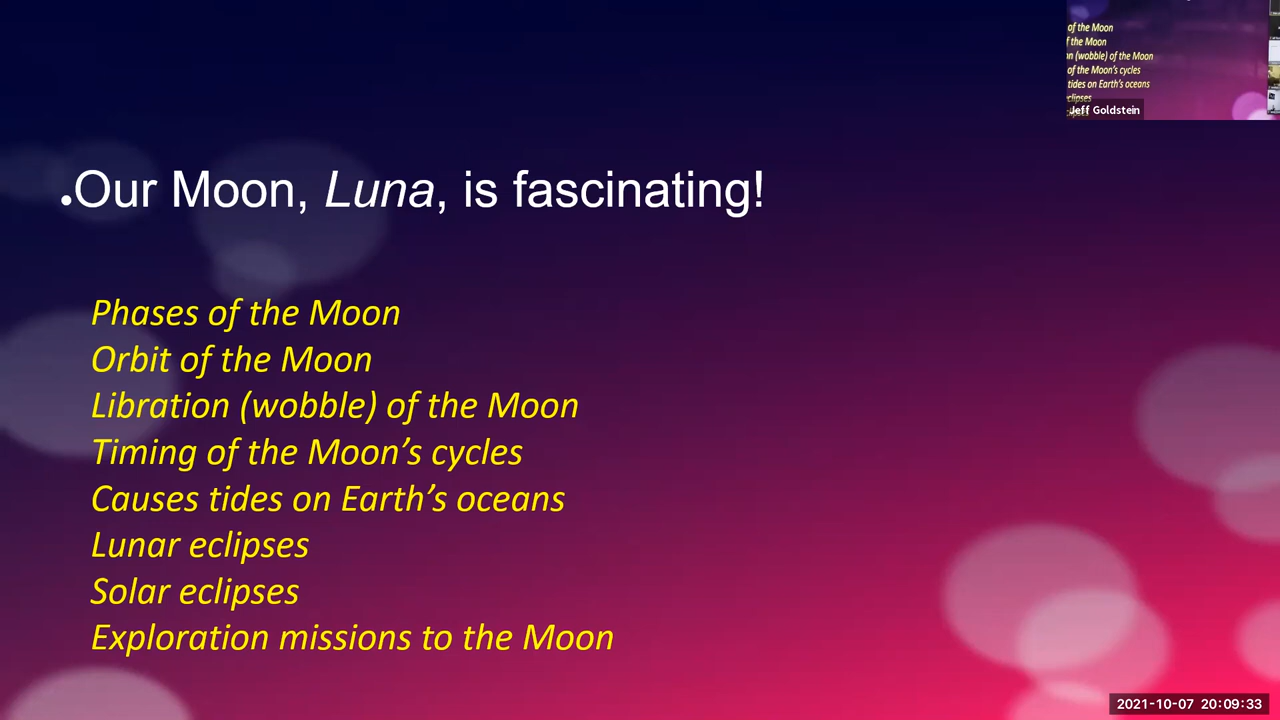 of the Moon
f the Moon
n (wobble) of the Moon
of the Moon's cycles
tides on Earth's oceans
eclipses
Jeff Goldstein
•Our Moon, Luna, is fascinating!
Phases of the Moon
Orbit of the Moon
Libration (wobble) of the Moon
Timing of the Moon’s cycles
Causes tides on Earth’s oceans
Lunar eclipses
Solar eclipses
Exploration missions to the Moon
2021-10-07 20:09:33